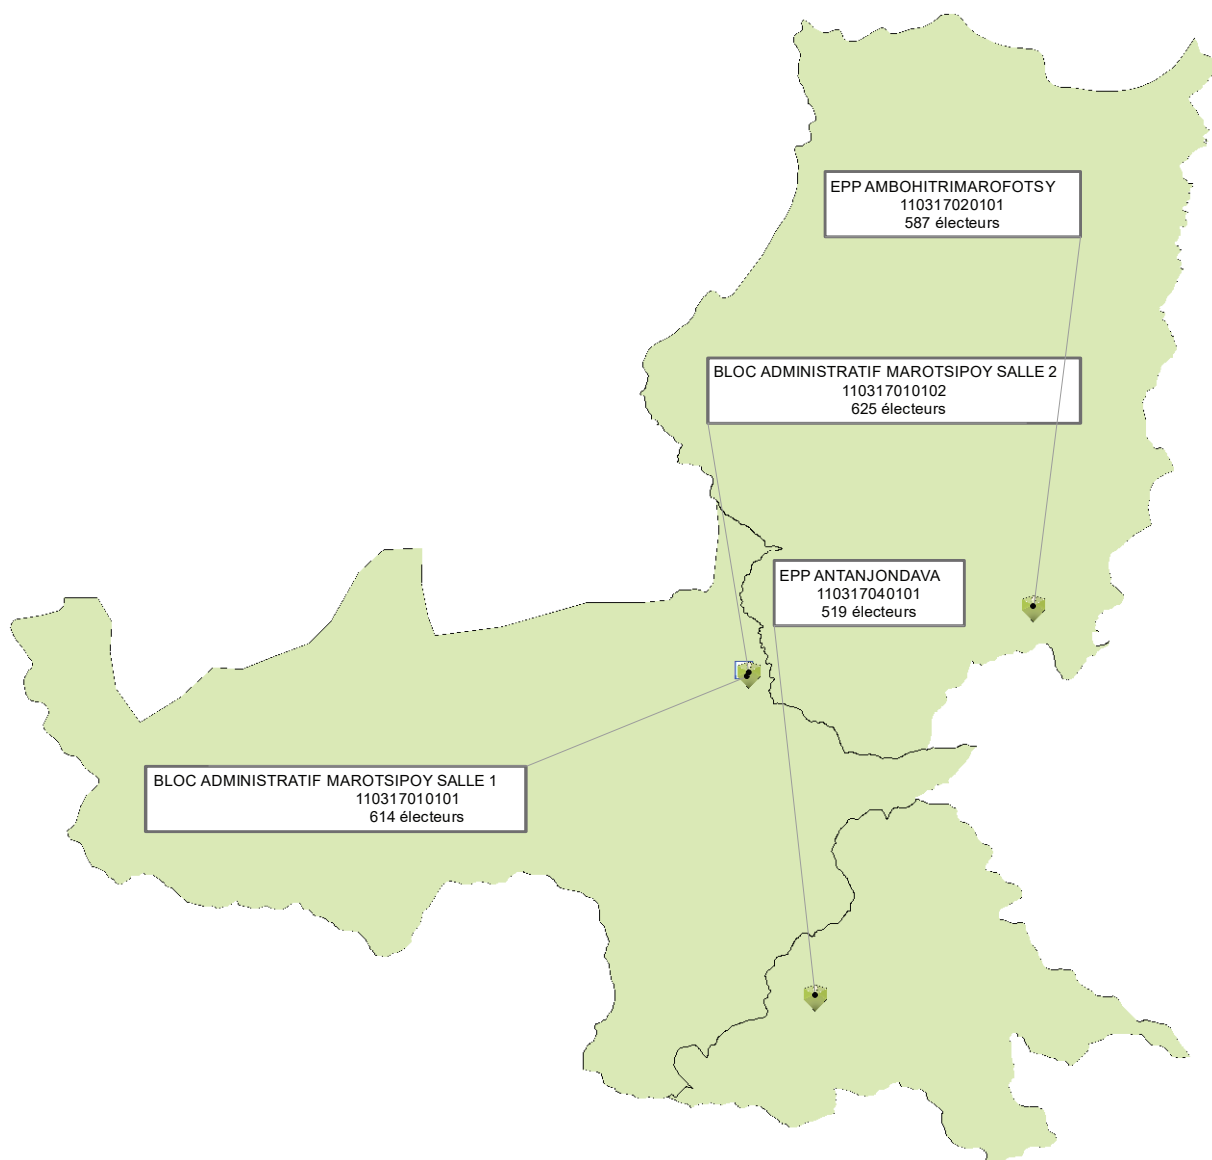 EPP AMBOHITRIMAROFOTSY
110317020101
587 électeurs
BLOC ADMINISTRATIF MAROTSIPOY SALLE 2
110317010102
625 électeurs
EPP ANTANJONDAVA
110317040101
519 électeurs
BLOC ADMINISTRATIF MAROTSIPOY SALLE 1
110317010101
614 électeurs